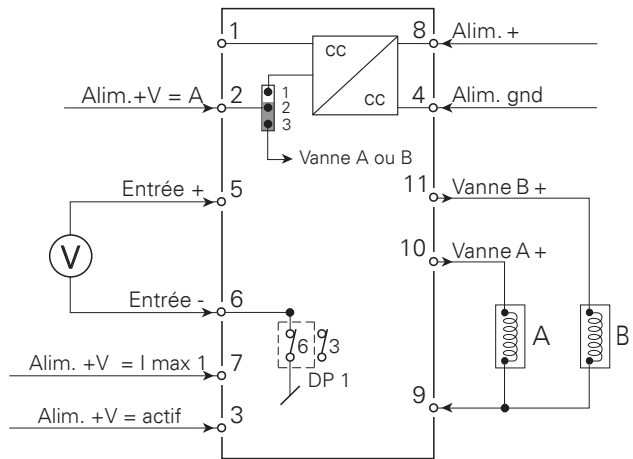 1
cc
cc
8
Alim. +
Alim.+V = A
2
1
2
3
4
Alim. gnd
Vanne A ou B
Entrée +
5
11
Vanne B +
V
10
Vanne A +
Entrée -
6
6
3
DP 1
A
B
Alim. +V = I max 1
7
9
Alim. +V = actif
3